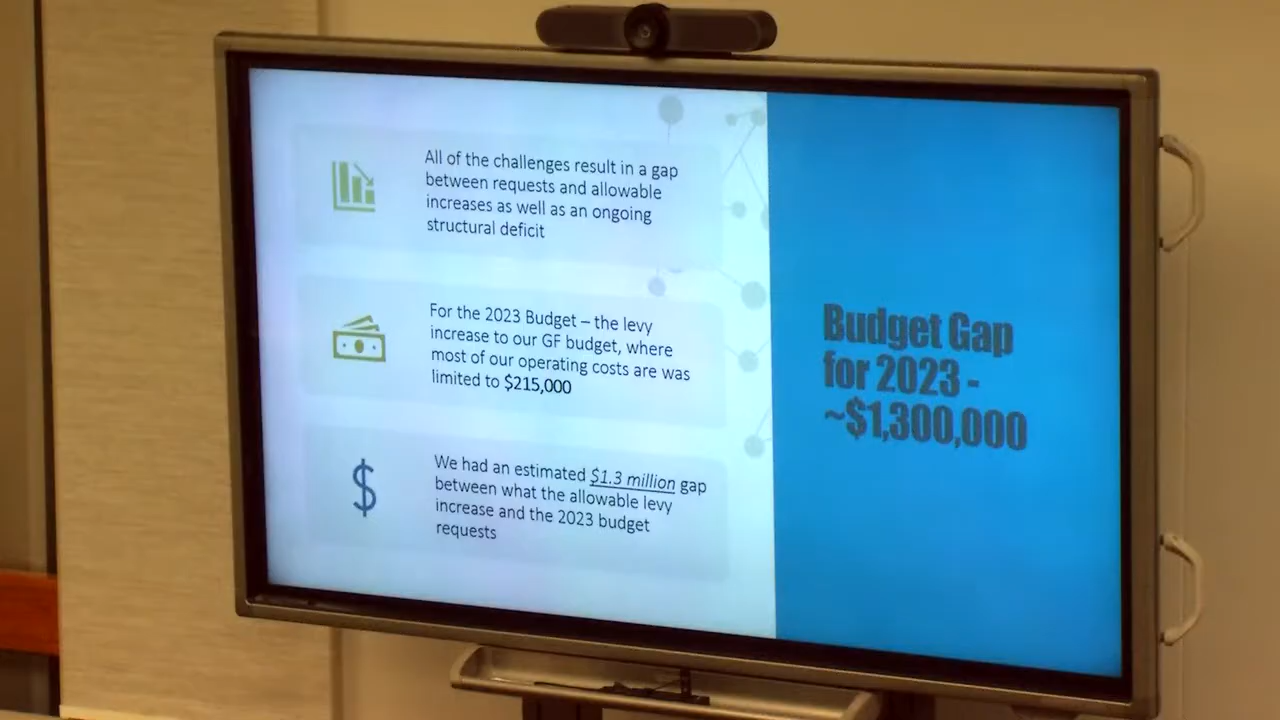 All of the challenges result in a gap
between requests and allowable
increases as well as an ongoing
structural deficit
For the 2023 Budget – the levy
increase to our GF budget, where
most of our operating costs are was
limited to $215,000
$
We had an estimated $1.3 million gap
between what the allowable levy
increase and the 2023 budget
requests
Budget Gap
for 2023 -
~$1,300,000